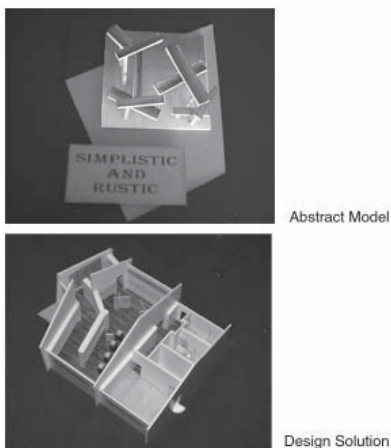 SIMPLISTIC
AND
RUSTIC
Abstract Model
Design Solution